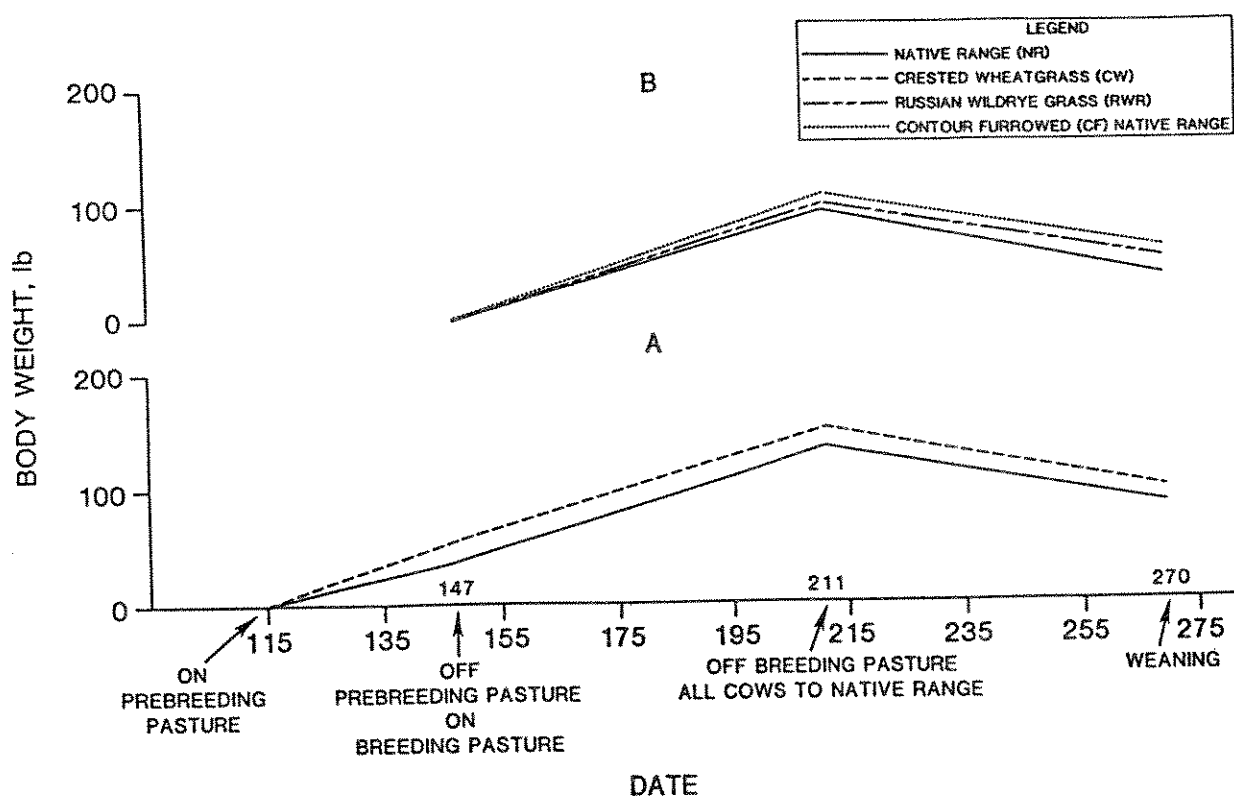 LEGEND
NATIVE RANGE (NR)
CRESTED WHEATGRASS (CW)
RUSSIAN WILDRYE GRASS (RWR)
CONTOUR FURROWED (CF) NATIVE RANGE
B
200
100
0
A
200
100
0
BODY WEIGHT, lb
147
211
270
115
135
155
175
195
215
235
255
275
ON
PREBREEDING
PASTURE
OFF
PREBREEDING PASTURE
ON
BREEDING PASTURE
OFF BREEDING PASTURE
ALL COWS TO NATIVE RANGE
WEANING
DATE